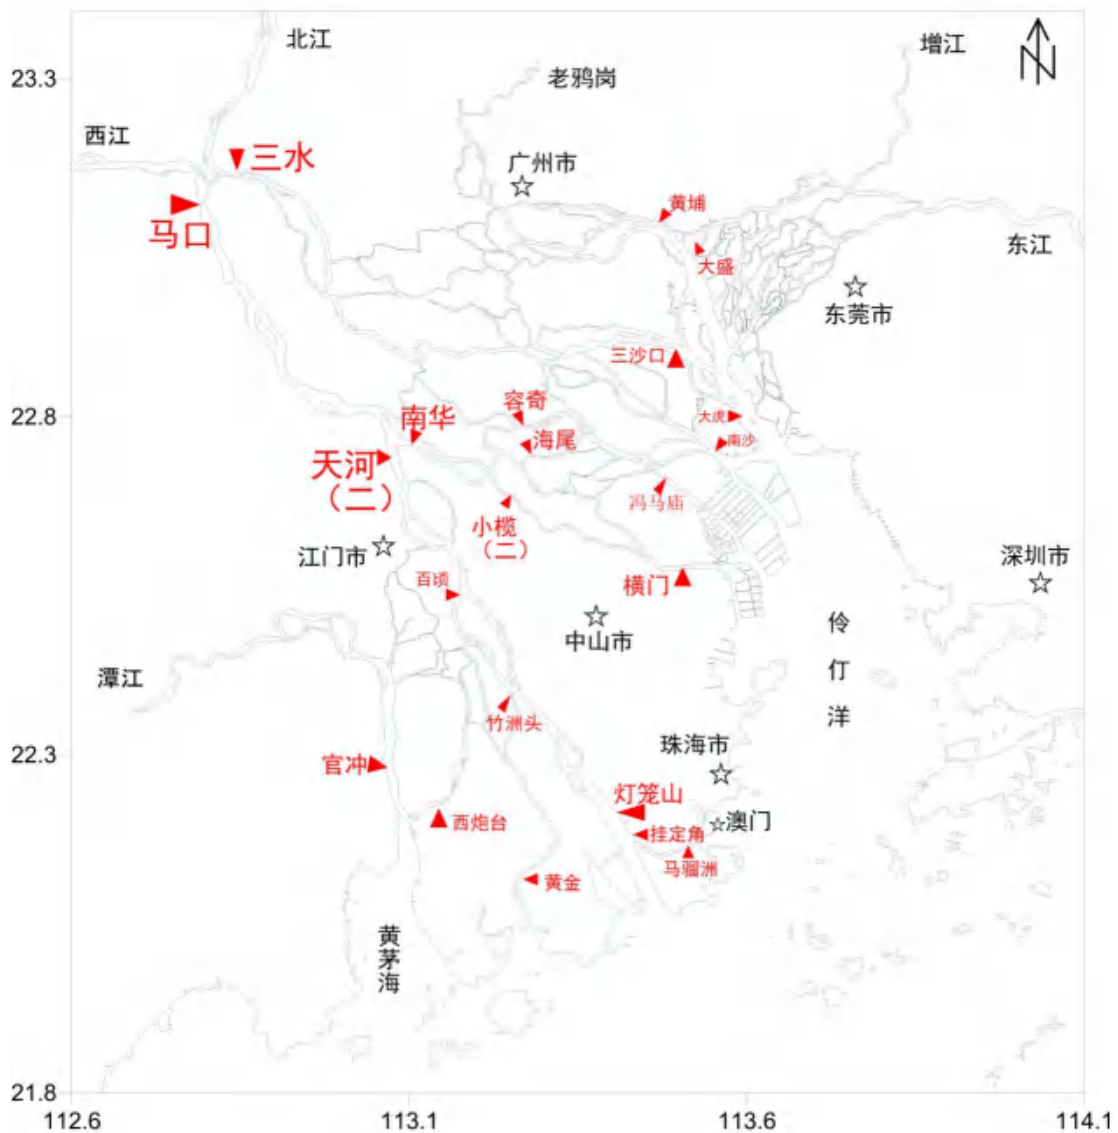 北江
增江
老鸦岗
23.3
西江
三水
广州市
黄埔
马口
东江
大盛
东莞市
三沙口
容奇
22.8
南华
大虎
海尾
南沙
天河
（二）
冯马庙
小榄
（二）
江门市
深圳市
百顷
横门
伶
仃
洋
中山市
潭江
竹洲头
珠海市
22.3
官冲
灯笼山
西炮台
澳门
挂定角
马骝洲
黄金
黄
茅
海
21.8
112.6
113.1
113.6
114.1
N